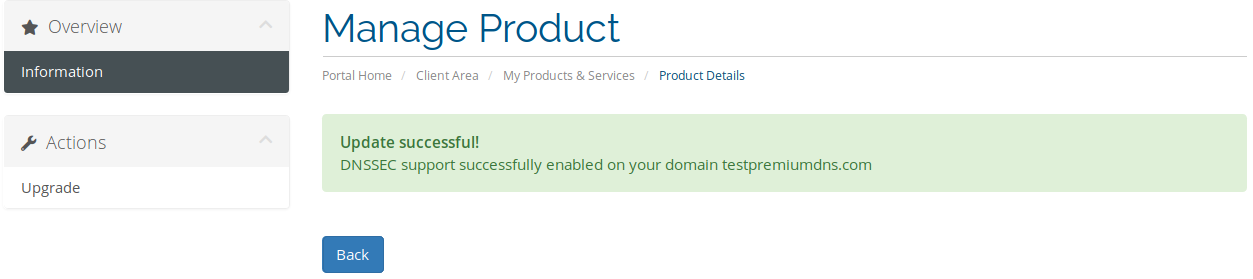 Overview
Information
Actions
Upgrade
Manage Product
Portal Home / Client Area / My Products & Services / Product Details
Update successful!
DNSSEC support successfully enabled on your domain testpremiumdns.com
Back